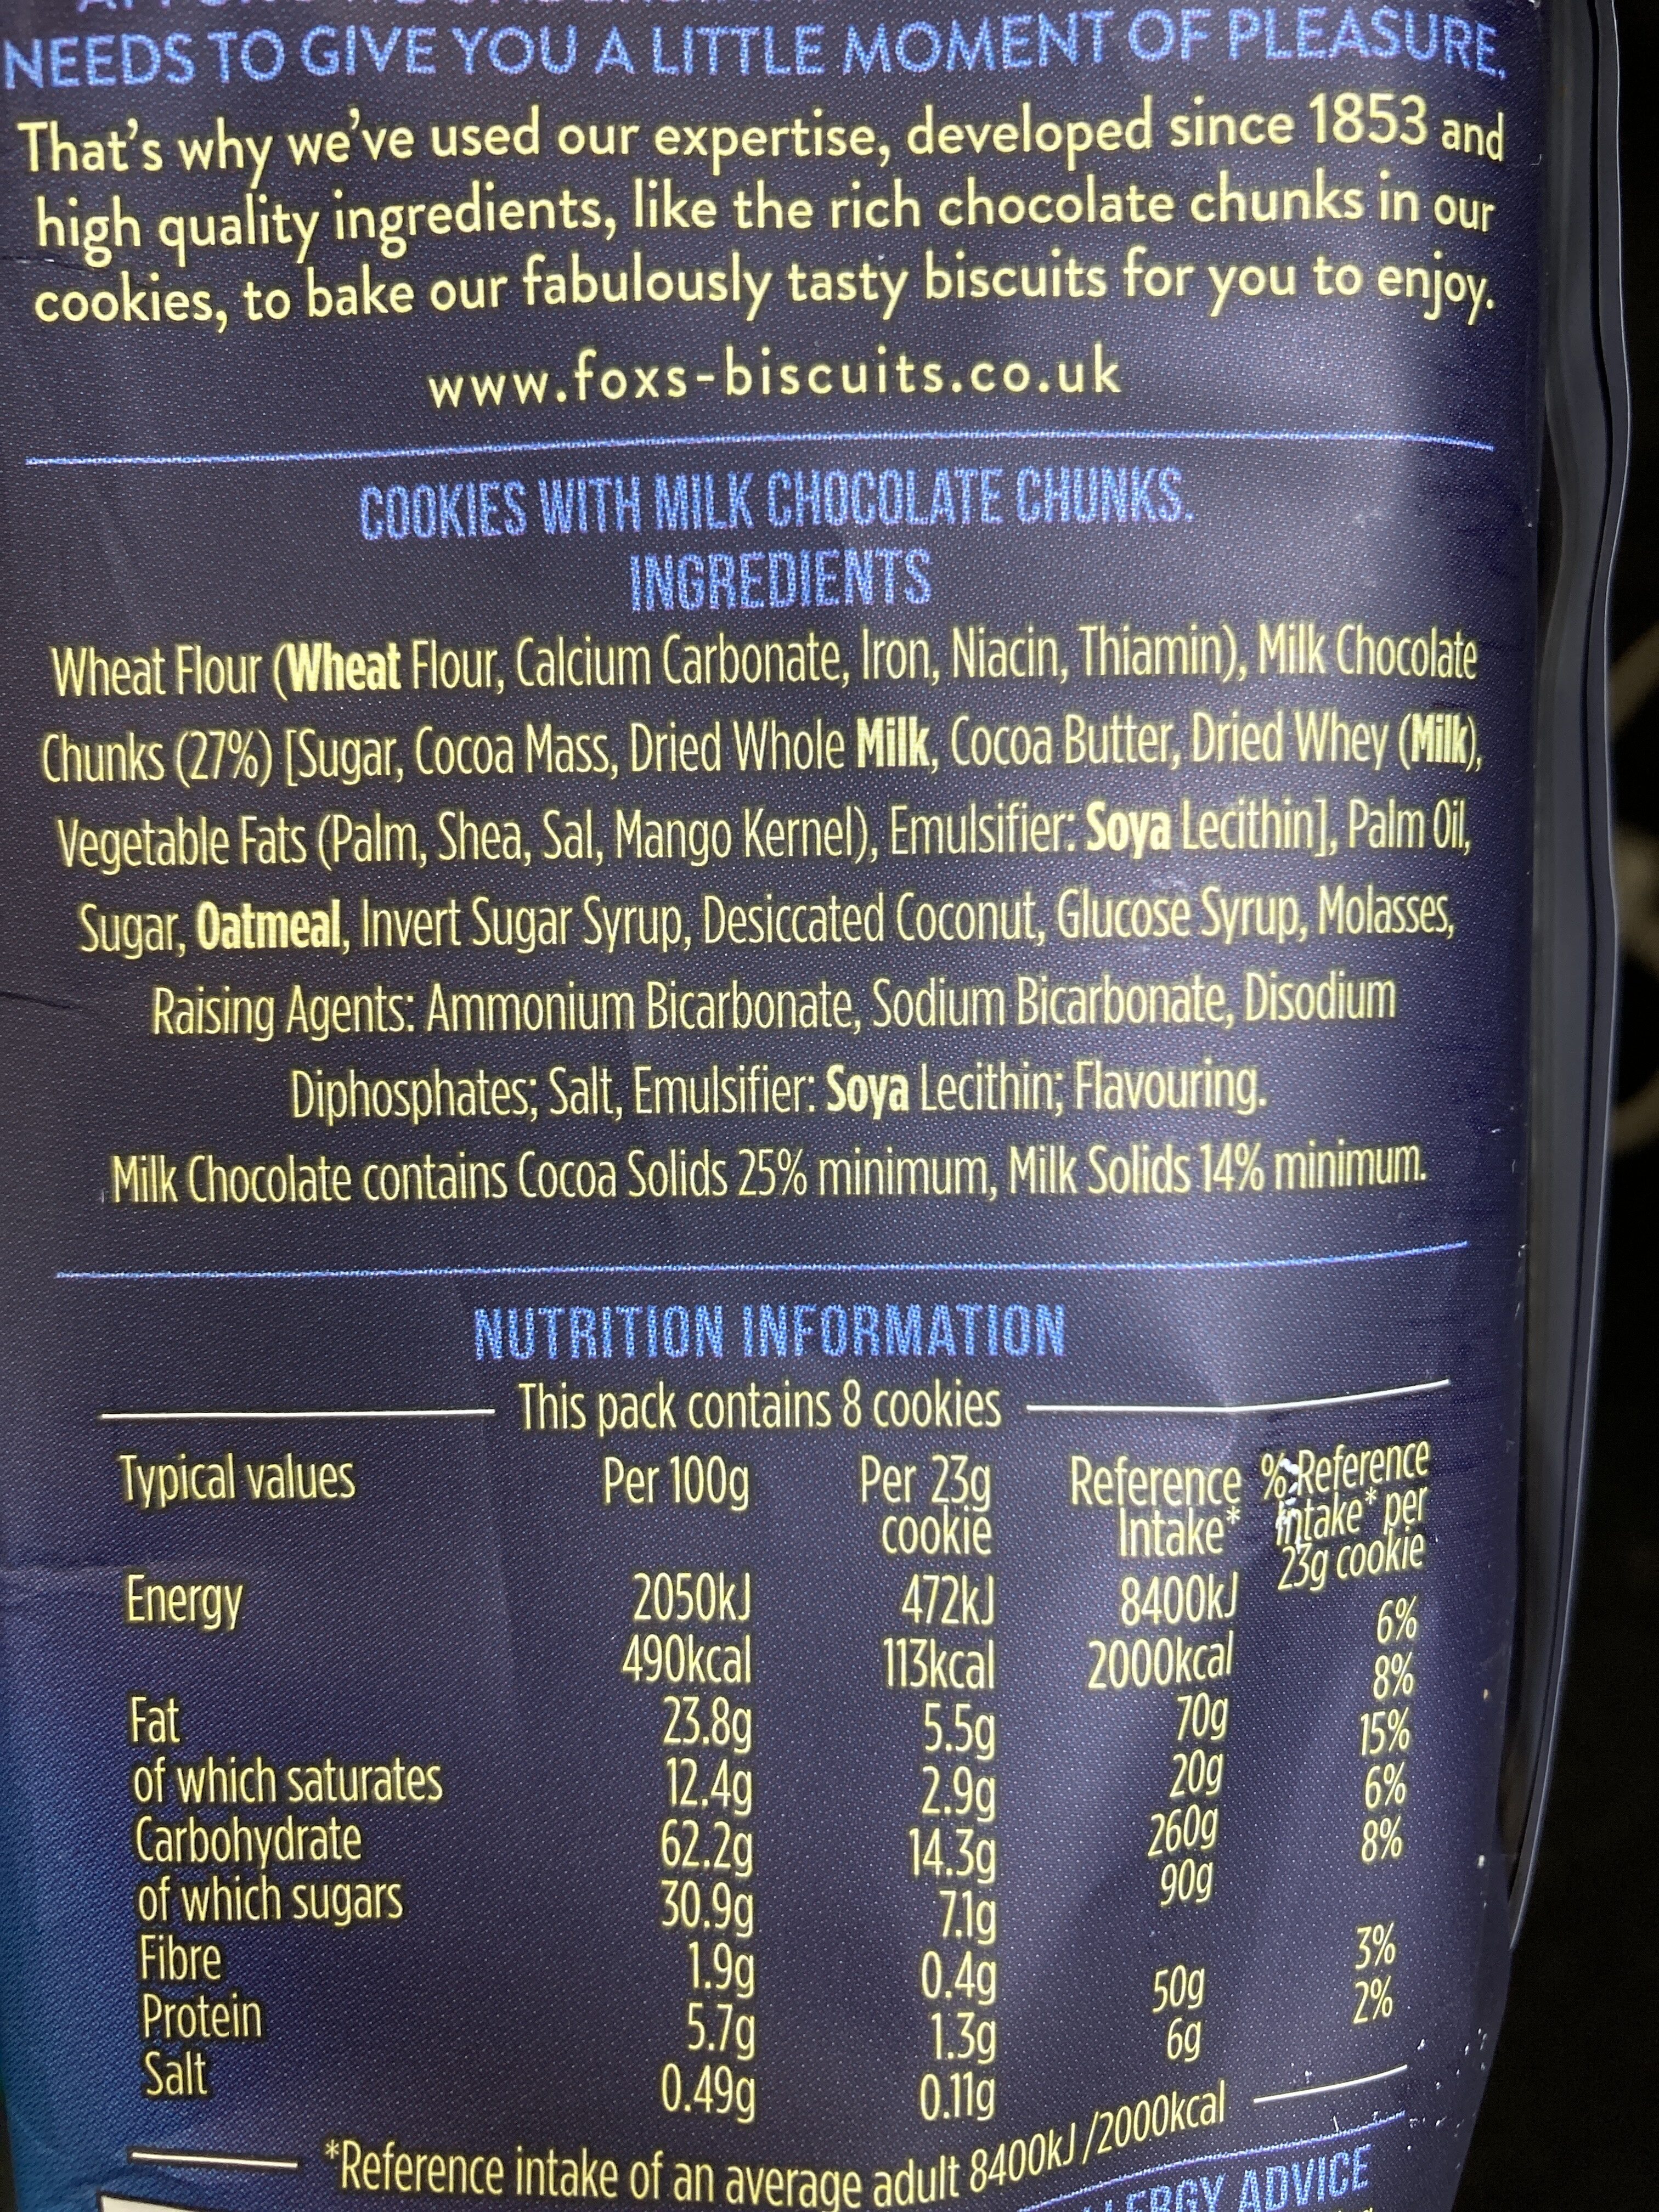 NEEDS TO GIVE YOU A LITTLE MOMENT OF PLEASURE.
That's why we've used our expertise, developed since 1853 and
high quality ingredients, like the rich chocolate chunks in our
cookies, to bake our fabulously tasty biscuits for you to enjoy.
www.foxs-biscuits.co.uk
COOKIES WITH MILK CHOCOLATE CHUNKS.
INGREDIENTS
Wheat Flour (Wheat Flour, Calcium Carbonate, Iron, Niacin, Thiamin), Milk Chocolate
Chunks (27%) [Sugar, Cocoa Mass, Dried Whole Milk, Cocoa Butter, Dried Whey (Milk),
Vegetable Fats (Palm, Shea, Sal, Mango Kernel), Emulsifier: Soya Lecithin], Palm Oil,
Sugar, Oatmeal, Invert Sugar Syrup, Desiccated Coconut, Glucose Syrup, Molasses,
Raising Agents: Ammonium Bicarbonate, Sodium Bicarbonate, Disodium
Diphosphates; Salt, Emulsifier: Soya Lecithin; Flavouring.
Milk Chocolate contains Cocoa Solids 25% minimum, Milk Solids 14% minimum.
NUTRITION INFORMATION
This pack contains 8 cookies
Typical values Per 100g Per 23g Reference % Reference
cookie Intake* intake* per
23g cookie
Energy 2050kJ 472kJ 8400kJ
490kcal 113kcal 2000kcal 6%
Fat 23.8g 5.5g 70g 8%
of which saturates 12.4g 2.9g 20g 15%
Carbohydrate 62.2g 14.3g 260g 6%
of which sugars 30.9g 7.1g 90g 8%
Fibre 1.9g 0.4g
Protein 5.7g 1.3g 50g 3%
Salt 0.49g 0.11g 6g 2%
*Reference intake of an average adult 8400kJ/2000kcal
ADVICE